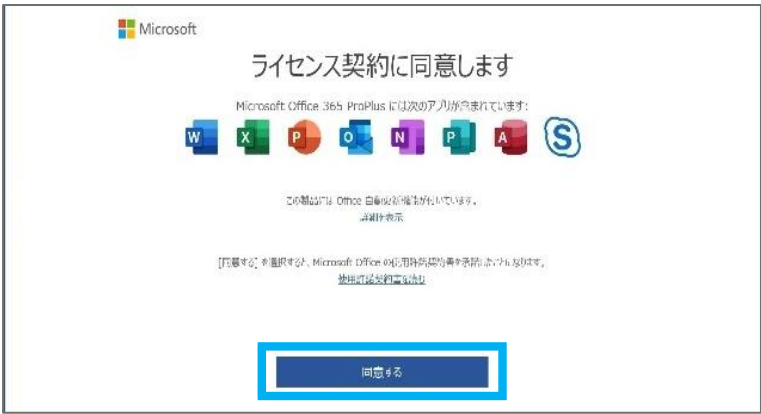 Microsoft
ライセンス契約に同意します
Microsoft Office 365 ProPlus には次のアプリが含まれています:
W X P O N P A S
この製品には Office 自動更新機能が付いています。
詳細を表示
[同意する] を選択すると、Microsoft Office の使用許諾契約書を承諾したことになります。
使用許諾契約書を読む
同意する